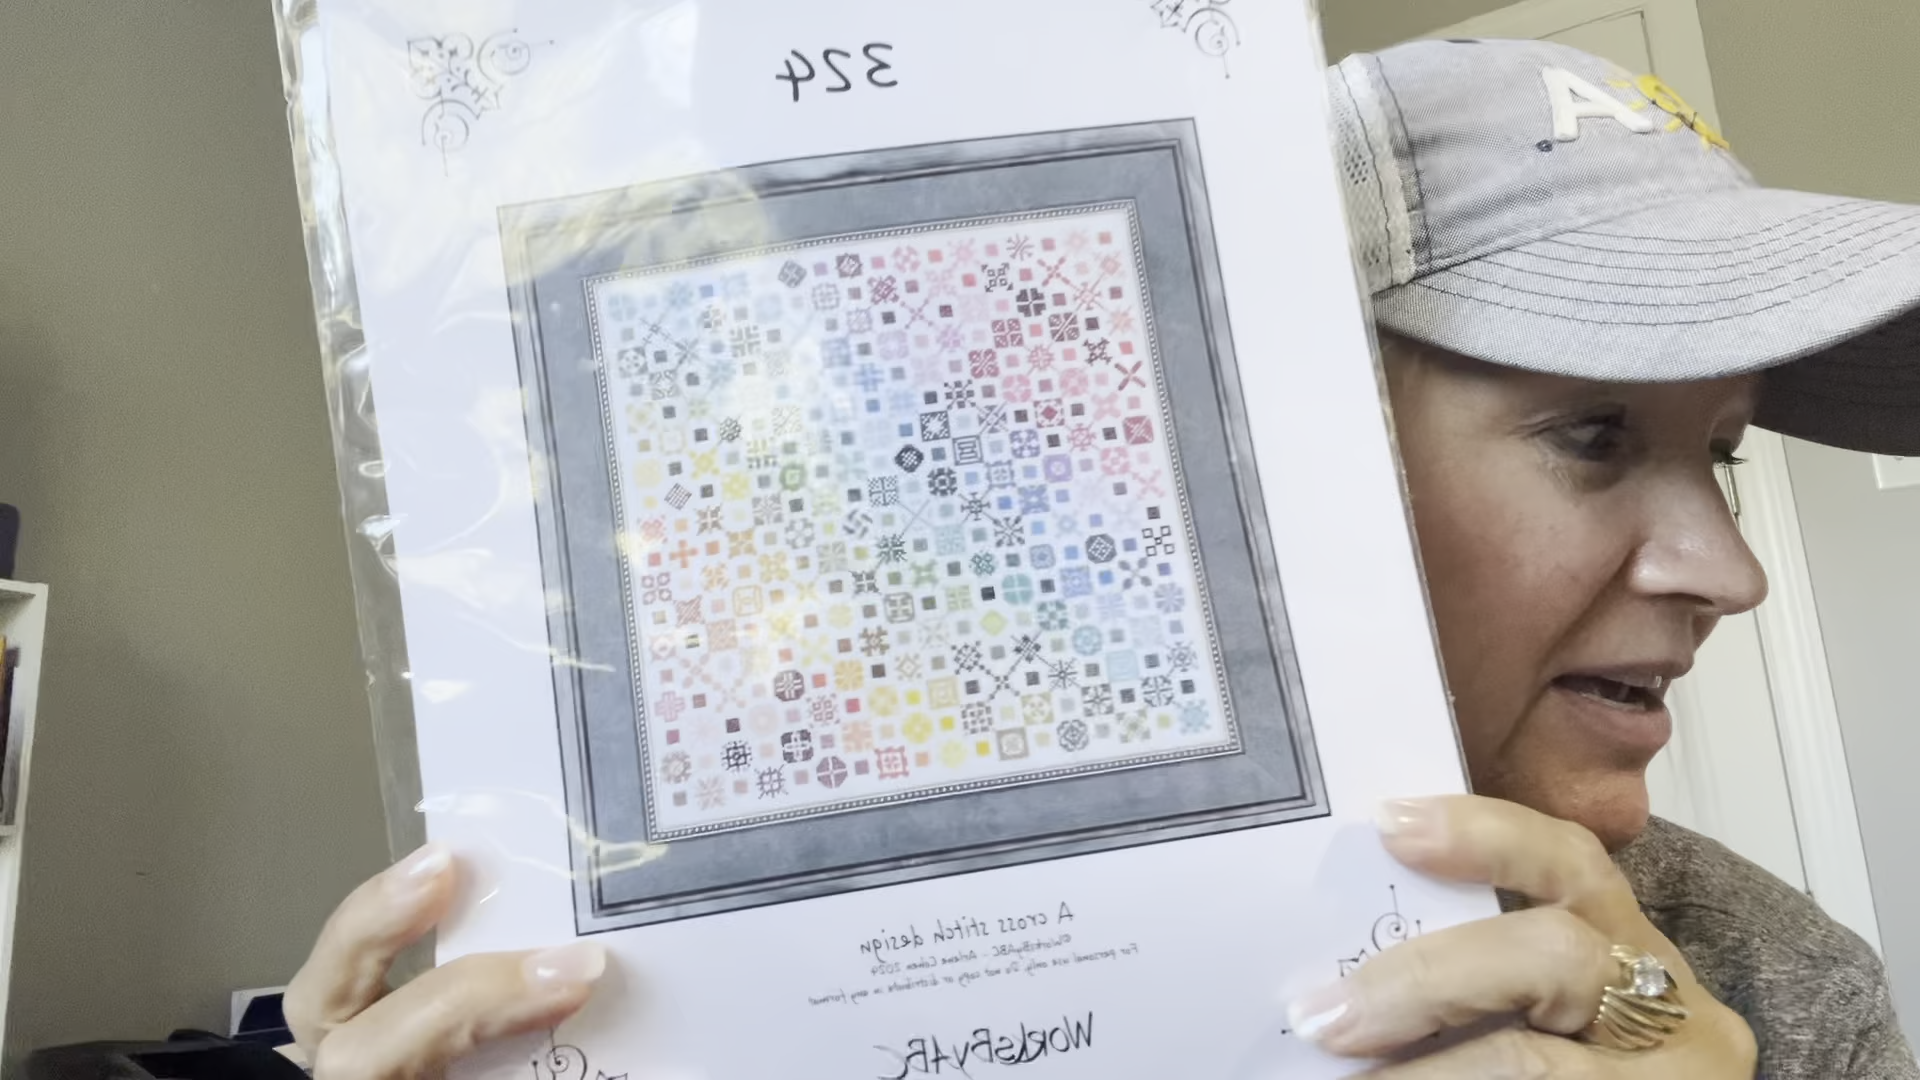 324
A
A cross stitch design
©WorksByABC - Arlene Cohen 2024
For personal use only. Do not copy or distribute in any format
WorksByABC